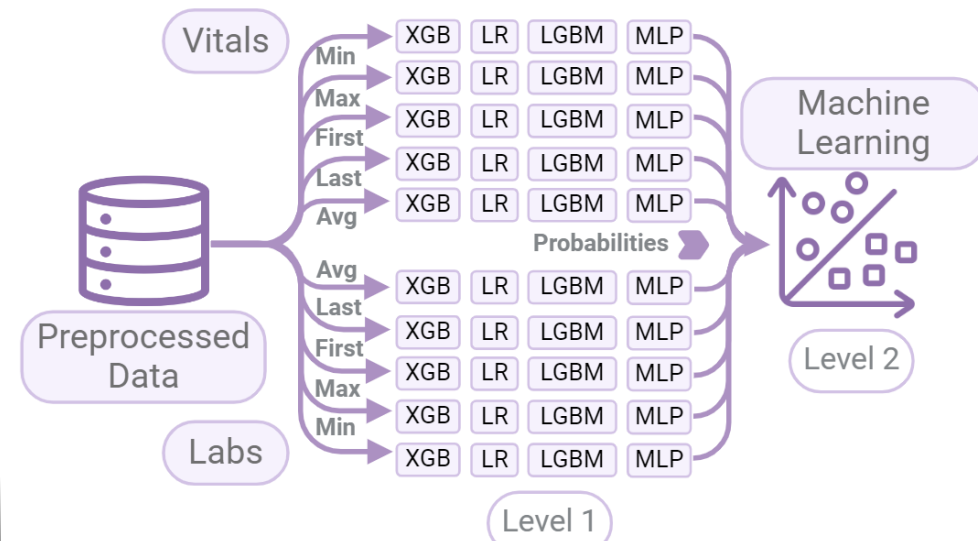 Vitals
Min
XGB LR LGBM MLP
Max
XGB LR LGBM MLP
First
XGB LR LGBM MLP
Last
XGB LR LGBM MLP
Avg
XGB LR LGBM MLP
Machine
Learning
Probabilities
Avg
XGB LR LGBM MLP
Last
XGB LR LGBM MLP
First
XGB LR LGBM MLP
Max
XGB LR LGBM MLP
Min
XGB LR LGBM MLP
Preprocessed
Data
Level 2
Labs
Level 1